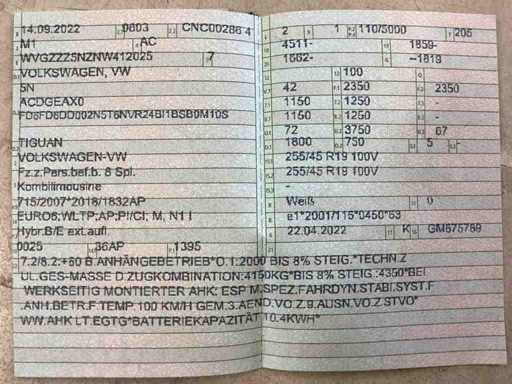 14.09.2022 0603 CNC00286 4
M1 AC
WVGZZZ5NZNW412025 7
VOLKSWAGEN, VW
5N
ACDGEAX0
TIGUAN
VOLKSWAGEN-VW
Fz.z.Pers.bef.b. 8 Spl.
Kombilimousine
715/2007*2018/1832AP
EURO6;WLTP;AP;PI/CI; M, N1 I
Hybr.B/E ext.aufl.
0025 36AP 1395
2 1 110/5000 205
4511- 1859-
1662- --1819
100
42 2350 2350
1150 1250
1150 1250 -
72 3750 67
1800 750 5 -
255/45 R19 100V
255/45 R19 100V
-
Weiß 0
e1*2001/116*0450*53
22.04.2022 K GM675769
7.2/8.2:+60 B.ANHÄNGEBETRIEB*O.1:2000 BIS 8% STEIG.*TECHN.Z
UL.GES-MASSE D.ZUGKOMBINATION:4150KG*BIS 8% STEIG.:4350*BEI
WERKSEITIG MONTIERTER AHK: ESP M.SPEZ.FAHRDYN.STABI.SYST.F
.ANH.BETR.F.TEMP.100 KM/H GEM.3.AEND.VO.Z.9.AUSN.VO.Z.STVO*
WW.AHK LT.EGTG*BATTERIEKAPAZITÄT 10.4KWH*